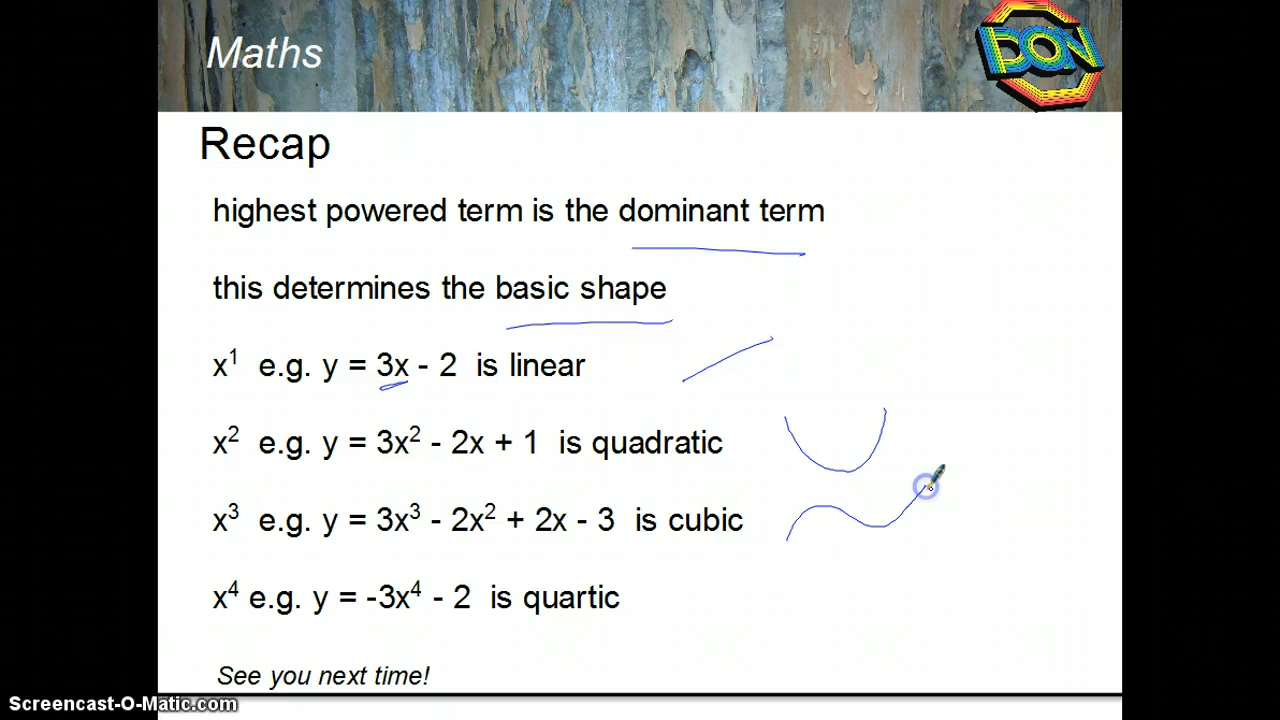 Maths
DON
Recap
highest powered term is the dominant term
this determines the basic shape
x¹ e.g. y = 3x - 2 is linear
x² e.g. y = 3x² - 2x + 1 is quadratic
x³ e.g. y = 3x³ - 2x² + 2x - 3 is cubic
x⁴ e.g. y = -3x⁴ - 2 is quartic
See you next time!
Screencast-O-Matic.com